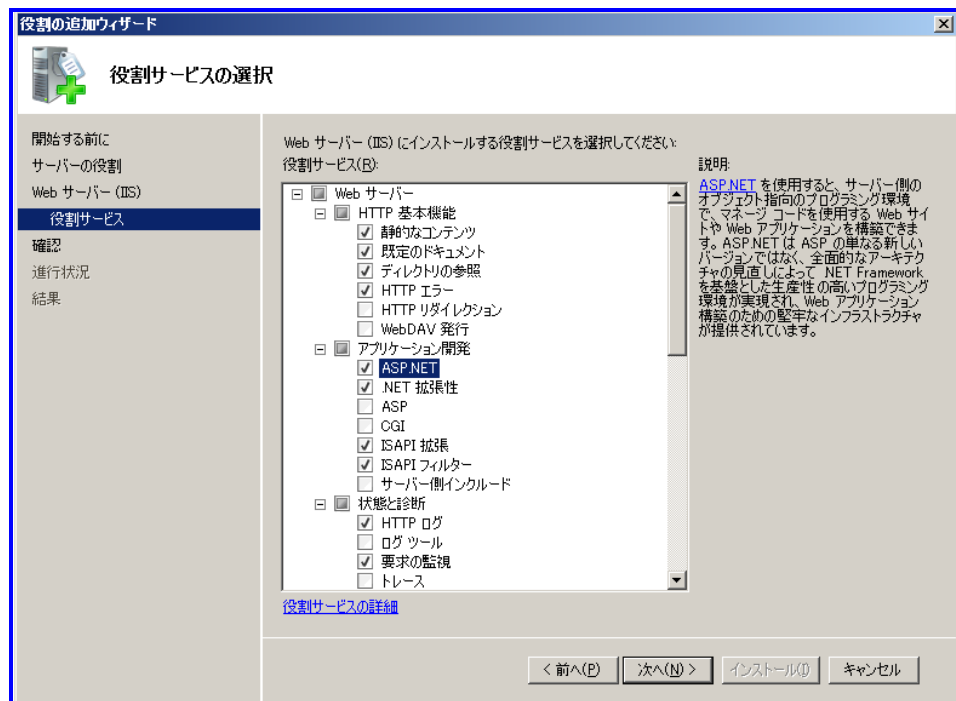 役割の追加ウィザード
役割サービスの選択
開始する前に
サーバーの役割
Web サーバー (IIS)
役割サービス
確認
進行状況
結果
Web サーバー (IIS) にインストールする役割サービスを選択してください:
役割サービス(R):
Web サーバー
HTTP 基本機能
静的なコンテンツ
既定のドキュメント
ディレクトリの参照
HTTP エラー
HTTP リダイレクション
WebDAV 発行
アプリケーション開発
ASP.NET
.NET 拡張性
ASP
CGI
ISAPI 拡張
ISAPI フィルター
サーバー側インクルード
状態と診断
HTTP ログ
ログ ツール
要求の監視
トレース
役割サービスの詳細
説明:
ASP.NET を使用すると、サーバー側の
オブジェクト指向のプログラミング環境
で、マネージ コードを使用する Web サイ
トや Web アプリケーションを構築できま
す。ASP.NET は ASP の単なる新しい
バージョンではなく、全面的なアーキテク
チャの見直しによって .NET Framework
を基盤とした生産性の高いプログラミング
環境が実現され、Web アプリケーション
構築のための堅牢なインフラストラクチャ
が提供されています。
< 前へ(P)
次へ(N) >
インストール(I)
キャンセル